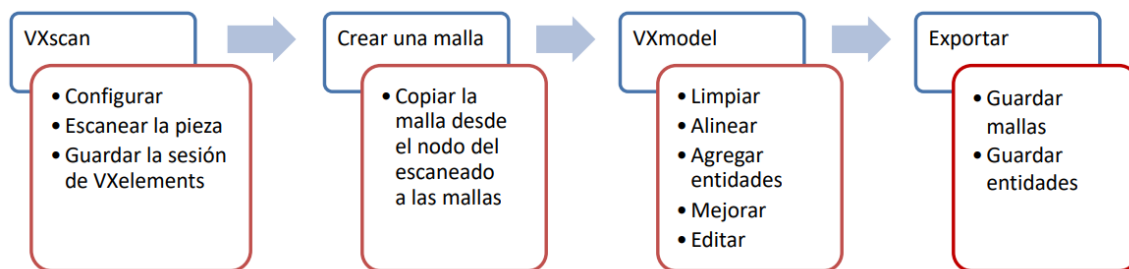 VXscan
• Configurar
• Escanear la pieza
• Guardar la sesión
de VXelements
Crear una malla
• Copiar la
malla desde
el nodo del
escaneado
a las mallas
VXmodel
• Limpiar
• Alinear
• Agregar
entidades
• Mejorar
• Editar
Exportar
• Guardar
mallas
• Guardar
entidades